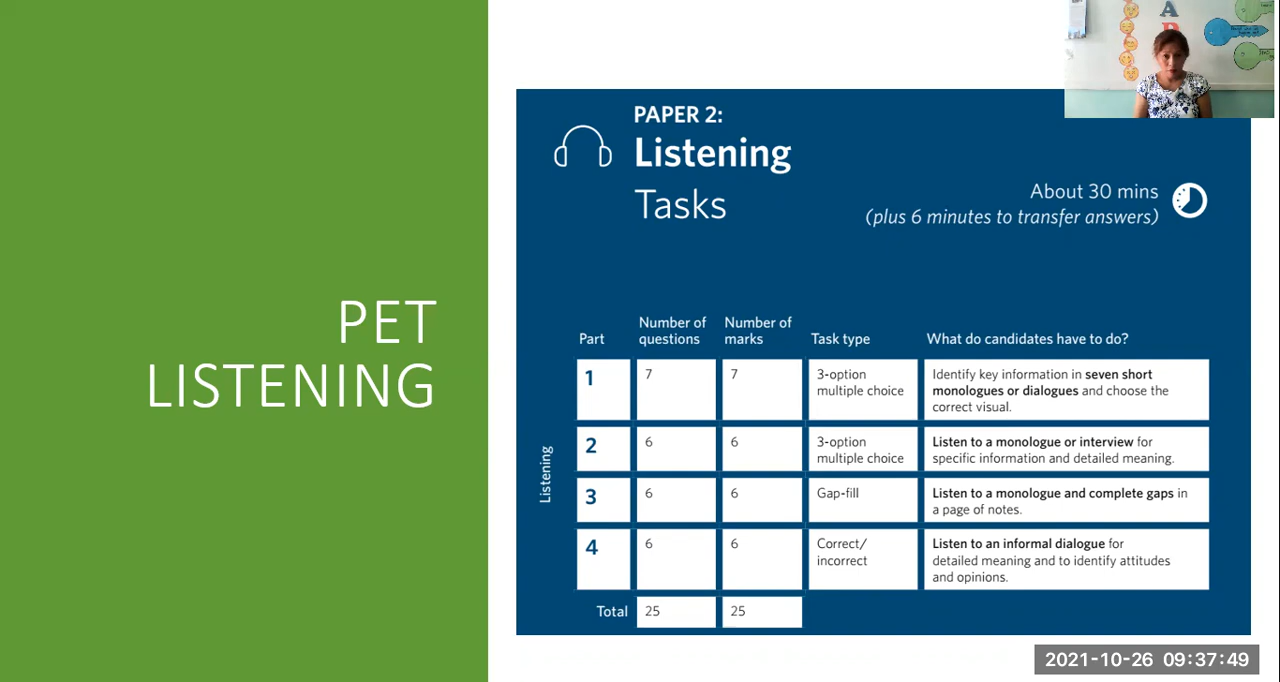 PET
LISTENING
PAPER 2:
Listening
Tasks
About 30 mins
(plus 6 minutes to transfer answers)
Part
Number of
questions
Number of
marks
Task type
What do candidates have to do?
Listening
1
7
7
3-option
multiple choice
Identify key information in seven short
monologues or dialogues and choose the
correct visual.
2
6
6
3-option
multiple choice
Listen to a monologue or interview for
specific information and detailed meaning.
3
6
6
Gap-fill
Listen to a monologue and complete gaps in
a page of notes.
4
6
6
Correct/
incorrect
Listen to an informal dialogue for
detailed meaning and to identify attitudes
and opinions.
Total
25
25
A
2021-10-26 09:37:49